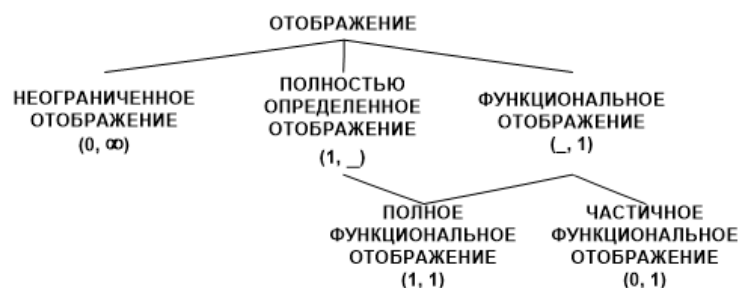 ОТОБРАЖЕНИЕ
НЕОГРАНИЧЕННОЕ
ОТОБРАЖЕНИЕ
(0, ∞)
ПОЛНОСТЬЮ
ОПРЕДЕЛЕННОЕ
ОТОБРАЖЕНИЕ
(1, _)
ФУНКЦИОНАЛЬНОЕ
ОТОБРАЖЕНИЕ
(_, 1)
ПОЛНОЕ
ФУНКЦИОНАЛЬНОЕ
ОТОБРАЖЕНИЕ
(1, 1)
ЧАСТИЧНОЕ
ФУНКЦИОНАЛЬНОЕ
ОТОБРАЖЕНИЕ
(0, 1)